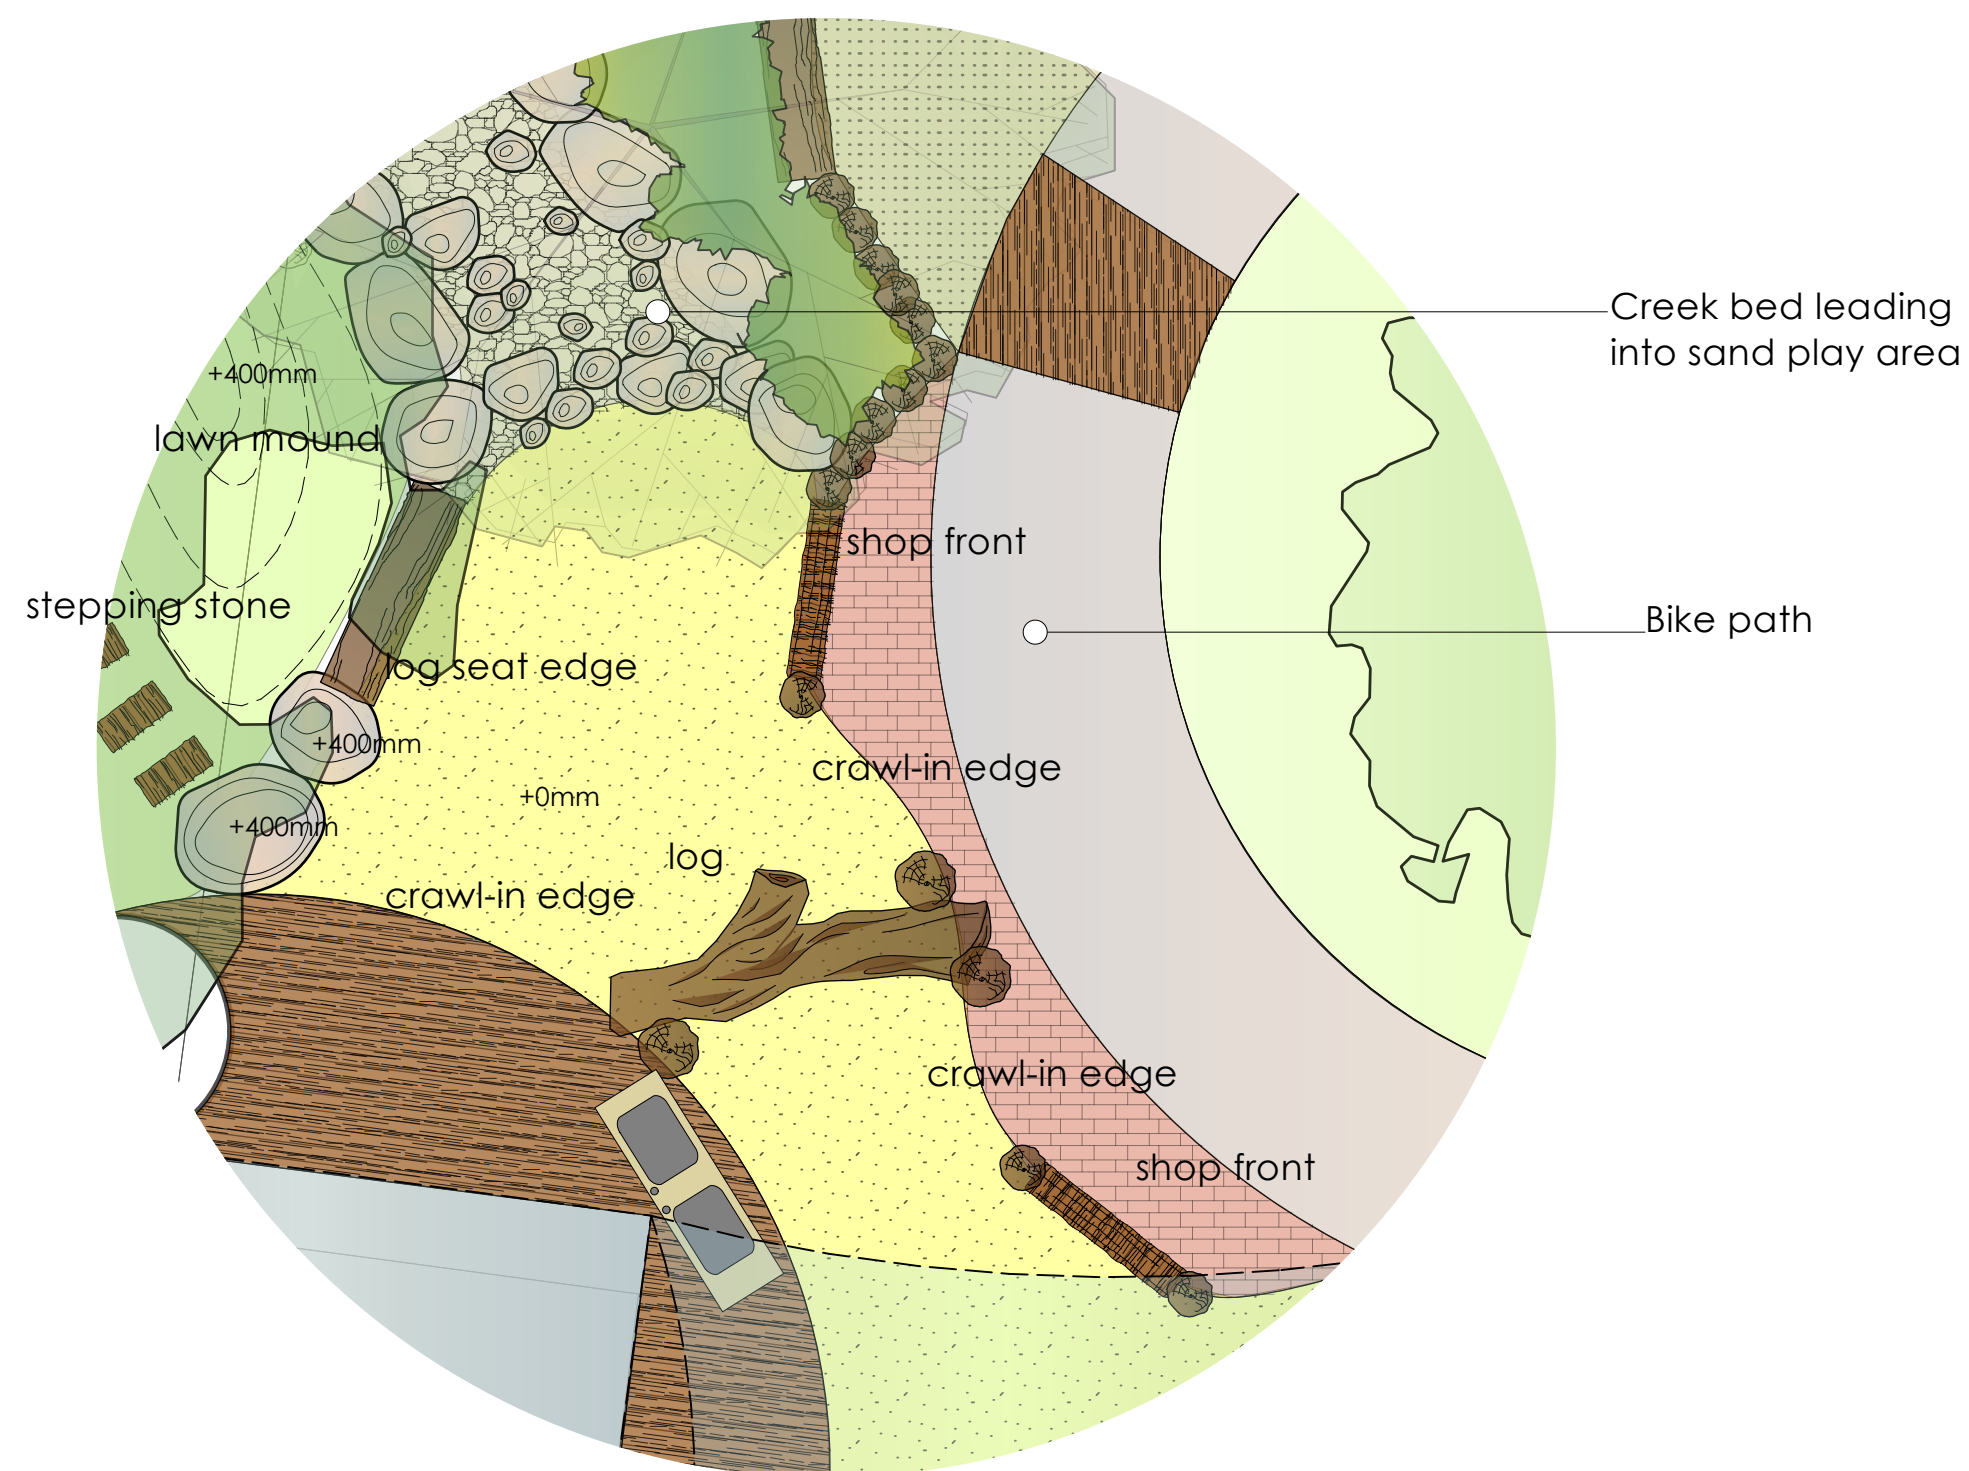 Creek bed leading
into sand play area
+400mm
lawn mound
shop front
stepping stone
Bike path
log seat edge
+400mm
crawl-in edge
+0mm
+400mm
log
crawl-in edge
crawl-in edge
shop front